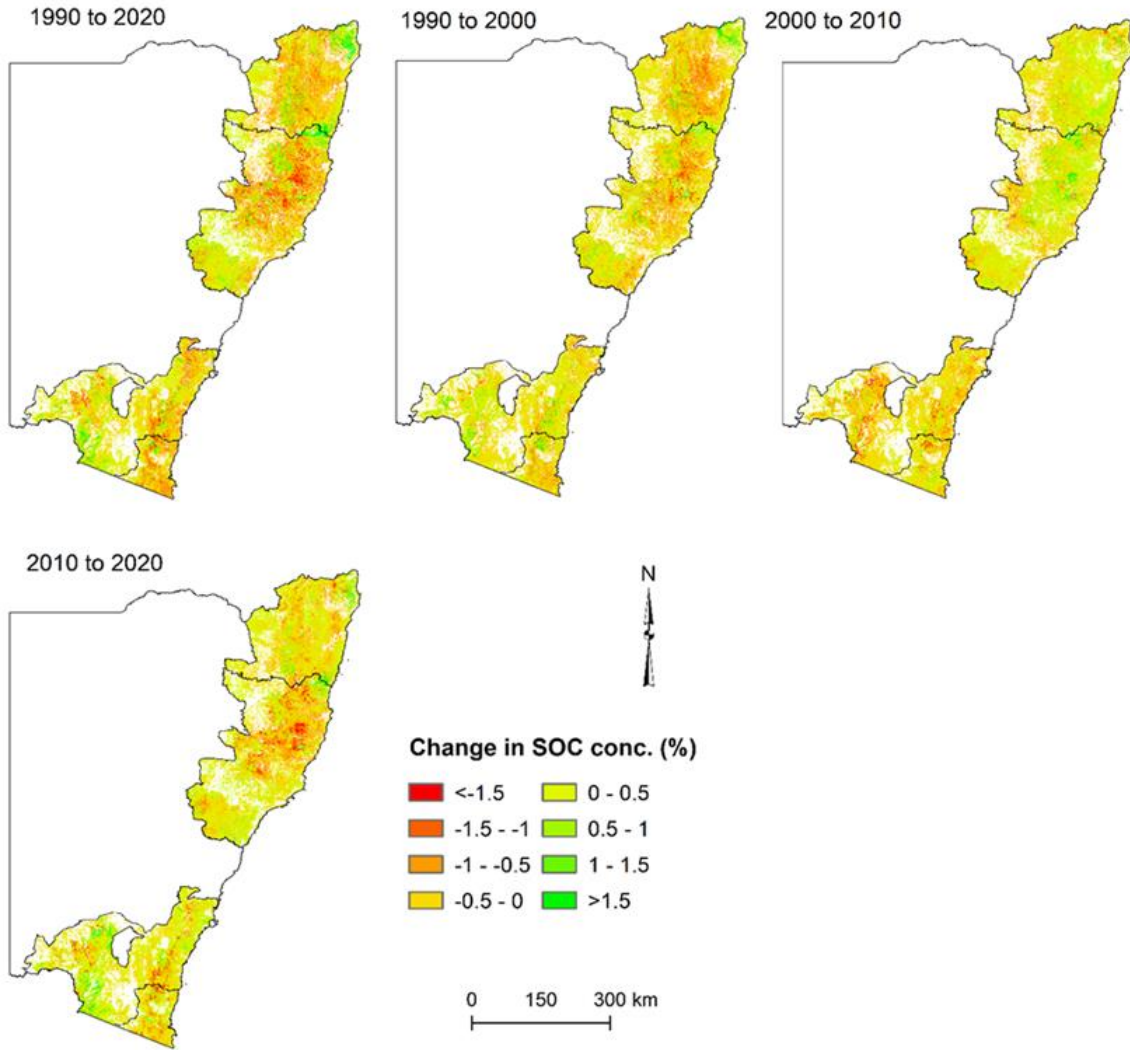 1990 to 2020
1990 to 2000
2000 to 2010
2010 to 2020
N
Change in SOC conc. (%)
<-1.5
0 - 0.5
-1.5 - -1
0.5 - 1
-1 - -0.5
1 - 1.5
-0.5 - 0
>1.5
0 150 300 km